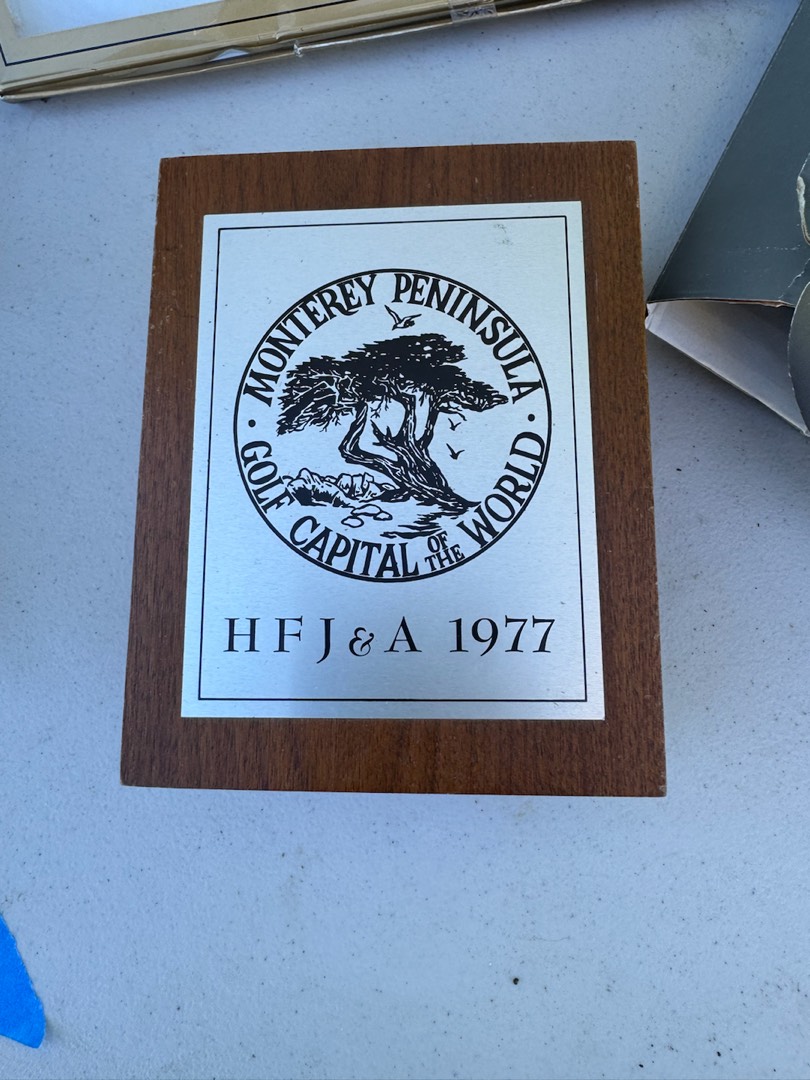 MONTEREY PENINSULA
GOLF CAPITAL OF THE WORLD
H F J & A 1977